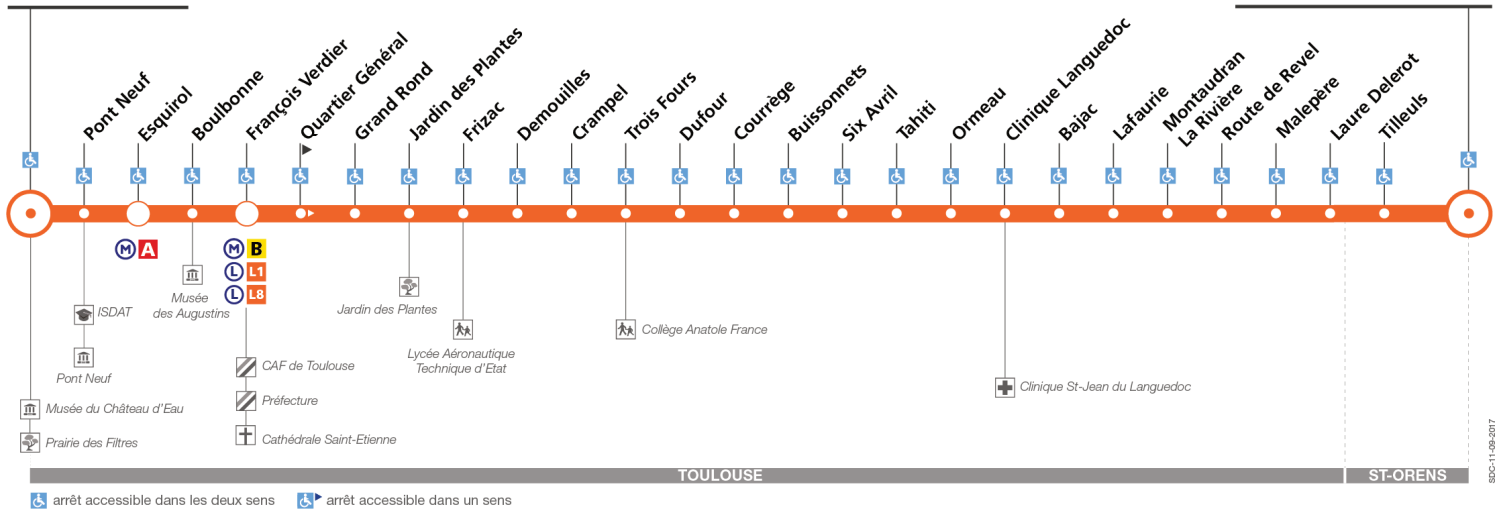 Pont Neuf
Esquirol
Boulbonne
François Verdier
Quartier Général
Grand Rond
Jardin des Plantes
Frizac
Demouilles
Crampel
Trois Fours
Dufour
Courrège
Buissonnets
Six Avril
Tahiti
Ormeau
Clinique Languedoc
Bajac
Lafaurie
Montaudran
La Rivière
Route de Revel
Malepère
Laure Delerot
Tilleuls
M A
M B
L L1
L L8
Musée
des Augustins
ISDAT
Pont Neuf
Musée du Château d'Eau
Prairie des Filtres
CAF de Toulouse
Préfecture
Cathédrale Saint-Etienne
Jardin des Plantes
Lycée Aéronautique
Technique d'Etat
Collège Anatole France
Clinique St-Jean du Languedoc
TOULOUSE
ST-ORENS
SDC-11-09-2017
arrêt accessible dans les deux sens
arrêt accessible dans un sens